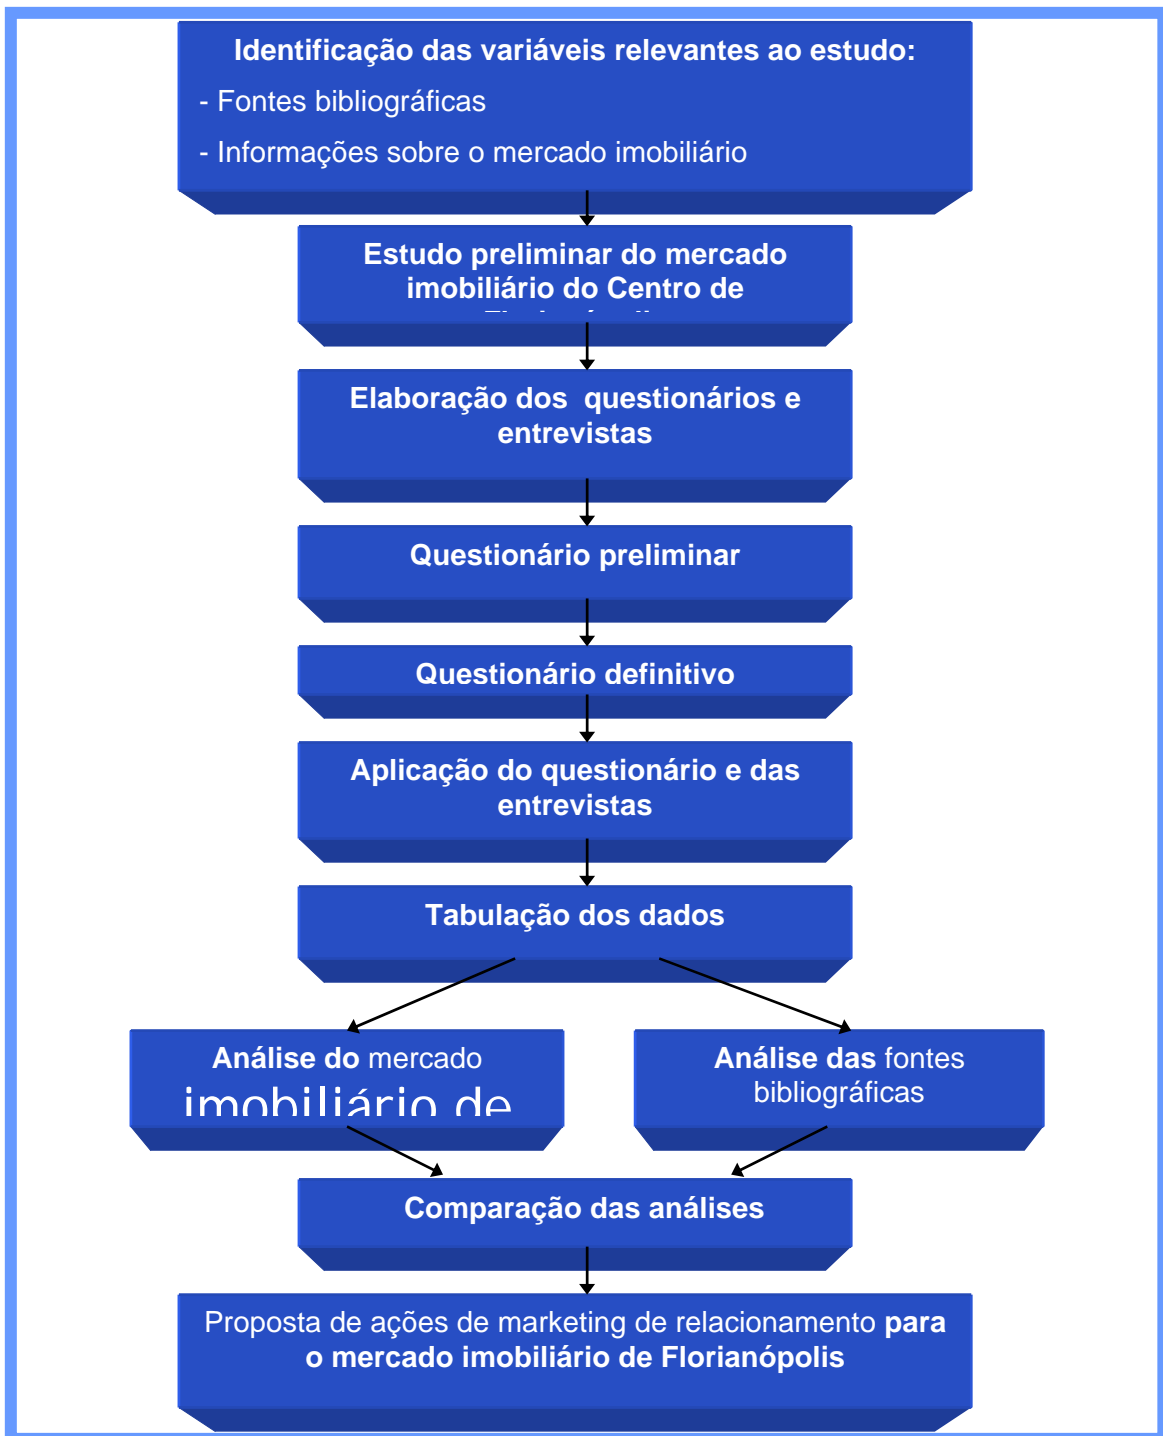 Identificação das variáveis relevantes ao estudo:
- Fontes bibliográficas
- Informações sobre o mercado imobiliário
Estudo preliminar do mercado
imobiliário do Centro de
Elaboração dos questionários e
entrevistas
Questionário preliminar
Questionário definitivo
Aplicação do questionário e das
entrevistas
Tabulação dos dados
Análise do mercado
imobiliário de
Análise das fontes
bibliográficas
Comparação das análises
Proposta de ações de marketing de relacionamento para
o mercado imobiliário de Florianópolis